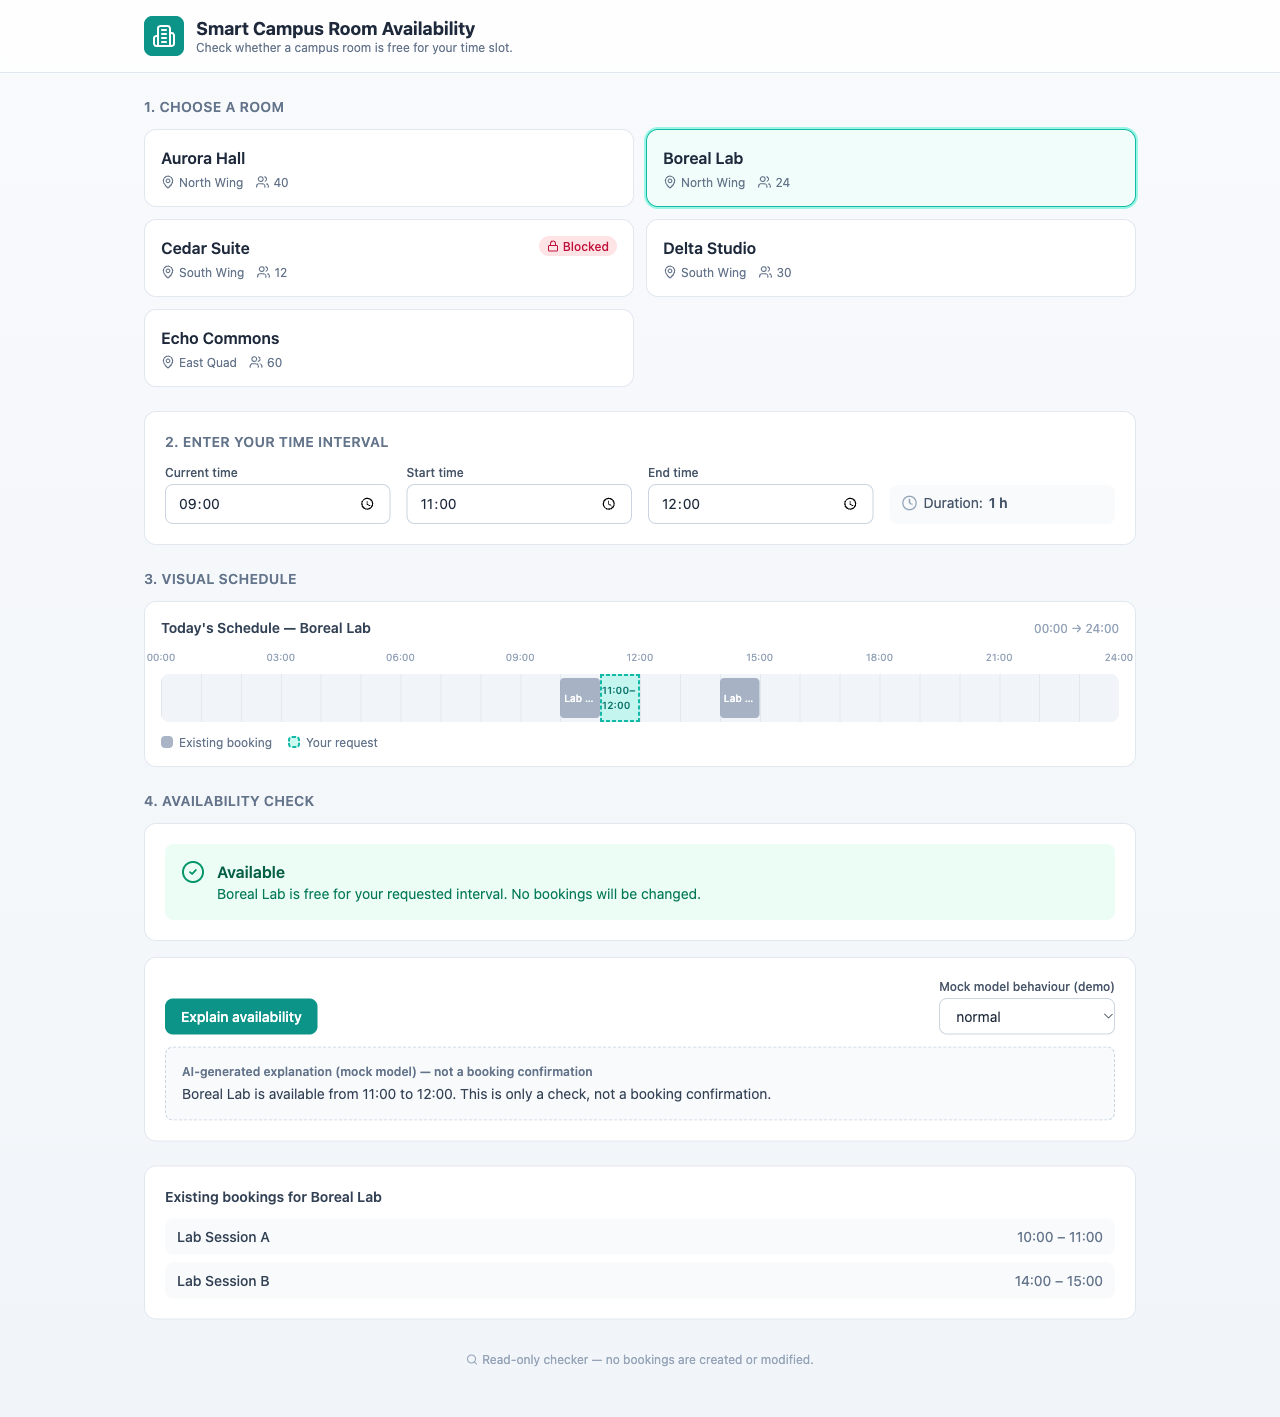 Smart Campus Room Availability
Check whether a campus room is free for your time slot.
1. CHOOSE A ROOM
Aurora Hall
North Wing 40
Boreal Lab
North Wing 24
Cedar Suite
Blocked
South Wing 12
Delta Studio
South Wing 30
Echo Commons
East Quad 60
2. ENTER YOUR TIME INTERVAL
Current time
09:00
Start time
11:00
End time
12:00
Duration: 1 h
3. VISUAL SCHEDULE
Today's Schedule — Boreal Lab
00:00 → 24:00
00:00 03:00 06:00 09:00 12:00 15:00 18:00 21:00 24:00
Lab ...
11:00–
12:00
Lab ...
Existing booking
Your request
4. AVAILABILITY CHECK
Available
Boreal Lab is free for your requested interval. No bookings will be changed.
Mock model behaviour (demo)
Explain availability
normal
AI-generated explanation (mock model) — not a booking confirmation
Boreal Lab is available from 11:00 to 12:00. This is only a check, not a booking confirmation.
Existing bookings for Boreal Lab
Lab Session A 10:00 – 11:00
Lab Session B 14:00 – 15:00
Read-only checker — no bookings are created or modified.